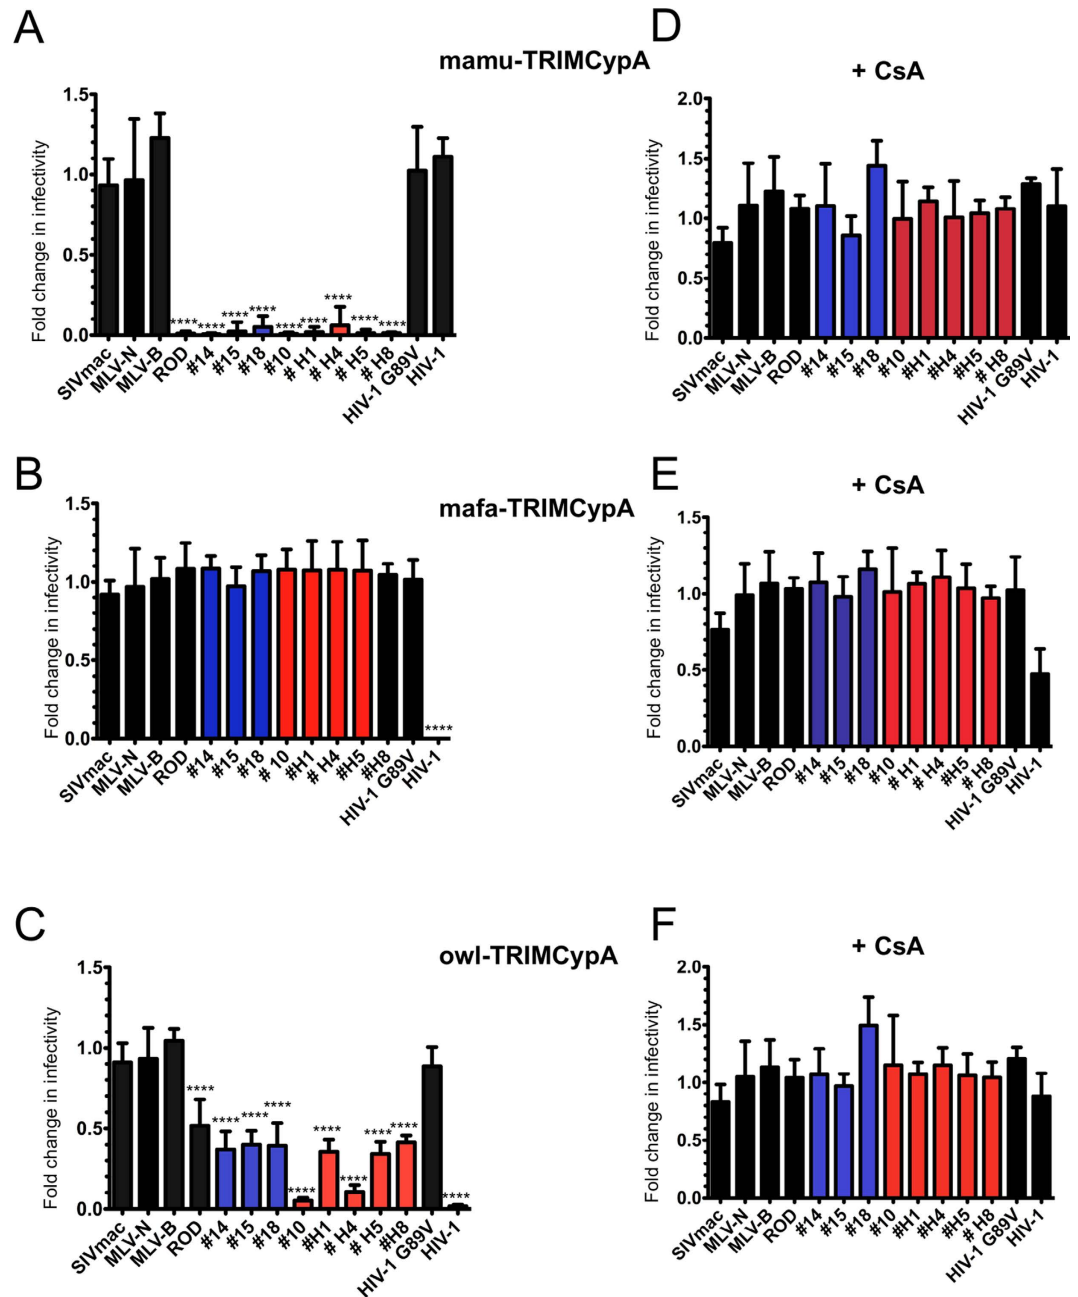 A
mamu-TRIMCypA
Fold change in infectivity
1.5
1.0
0.5
0.0
**** **** **** **** **** **** **** **** ****
SIVmac MLV-N MLV-B ROD #14 #15 #18 #10 # H1 # H4 # H5 # H8 HIV-1 G89V HIV-1
D
+ CsA
Fold change in infectivity
2.0
1.5
1.0
0.5
0.0
SIVmac MLV-N MLV-B ROD #14 #15 #18 #10 #H1 #H4 #H5 # H8 HIV-1 G89V HIV-1
B
mafa-TRIMCypA
Fold change in infectivity
1.5
1.0
0.5
0.0
****
SIVmac MLV-N MLV-B ROD #14 #15 #18 # 10 #H1 # H4 #H5 #H8 HIV-1 G89V HIV-1
E
+ CsA
Fold change in infectivity
1.5
1.0
0.5
0.0
SIVmac MLV-N MLV-B ROD #14 #15 #18 #10 # H1 # H4 #H5 # H8 HIV-1 G89V HIV-1
C
owl-TRIMCypA
Fold change in infectivity
1.5
1.0
0.5
0.0
**** **** **** **** **** **** **** **** **** ****
SIVmac MLV-N MLV-B ROD #14 #15 #18 #10 #H1 # H4 # H5 #H8 HIV-1 G89V HIV-1
F
+ CsA
Fold change in infectivity
2.0
1.5
1.0
0.5
0.0
SIVmac MLV-N MLV-B ROD #14 #15 #18 #10 #H1 #H4 #H5 # H8 HIV-1 G89V HIV-1